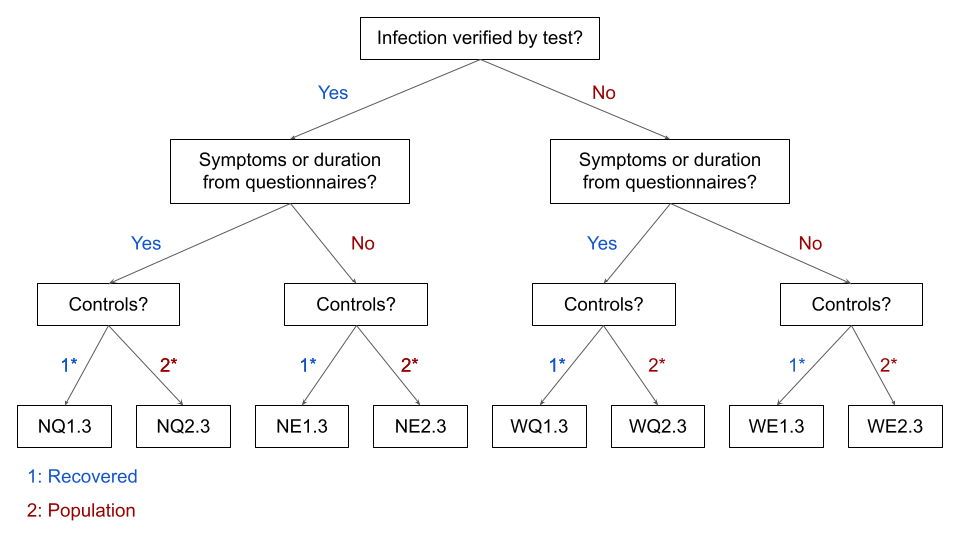 Infection verified by test?
Yes
No
Symptoms or duration
from questionnaires?
Symptoms or duration
from questionnaires?
Yes
No
Yes
No
Controls?
Controls?
Controls?
Controls?
1*
2*
1*
2*
1*
2*
1*
2*
NQ1.3
NQ2.3
NE1.3
NE2.3
WQ1.3
WQ2.3
WE1.3
WE2.3
1: Recovered
2: Population